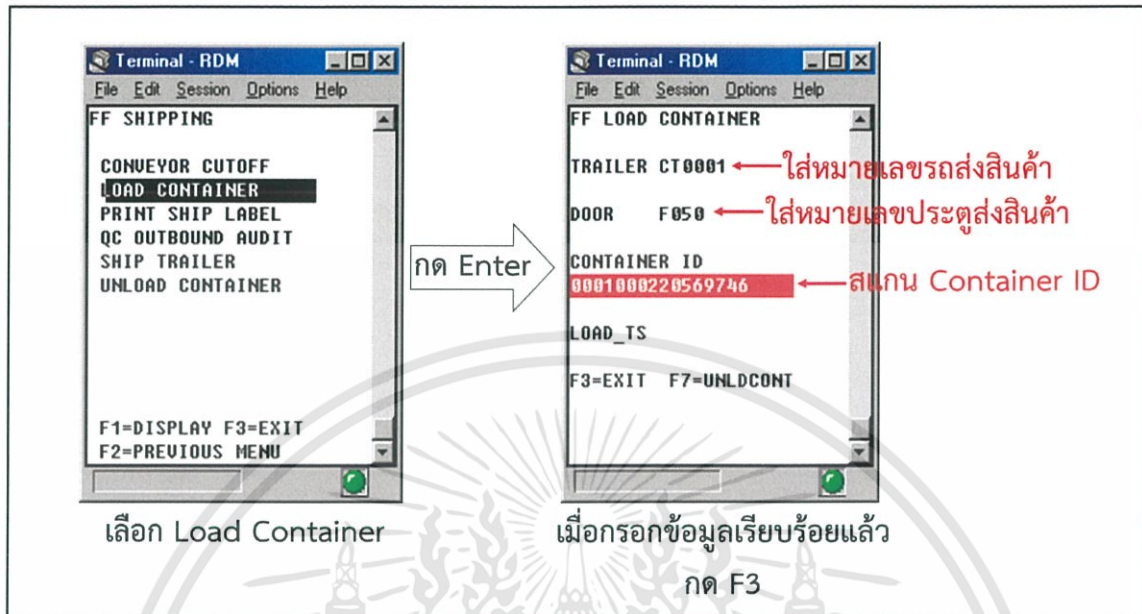 Terminal - RDM
File Edit Session Options Help
FF SHIPPING
CONVEYOR CUTOFF
LOAD CONTAINER
PRINT SHIP LABEL
QC OUTBOUND AUDIT
SHIP TRAILER
UNLOAD CONTAINER
F1=DISPLAY F3=EXIT
F2=PREVIOUS MENU
เลือก Load Container
กด Enter
Terminal - RDM
File Edit Session Options Help
FF LOAD CONTAINER
TRAILER CT0001 ใส่หมายเลขรถส่งสินค้า
DOOR F050 ใส่หมายเลขประตูส่งสินค้า
CONTAINER ID
0001000220569746 สแกน Container ID
LOAD_TS
F3=EXIT F7=UNLDCONT
เมื่อกรอกข้อมูลเรียบร้อยแล้ว
กด F3